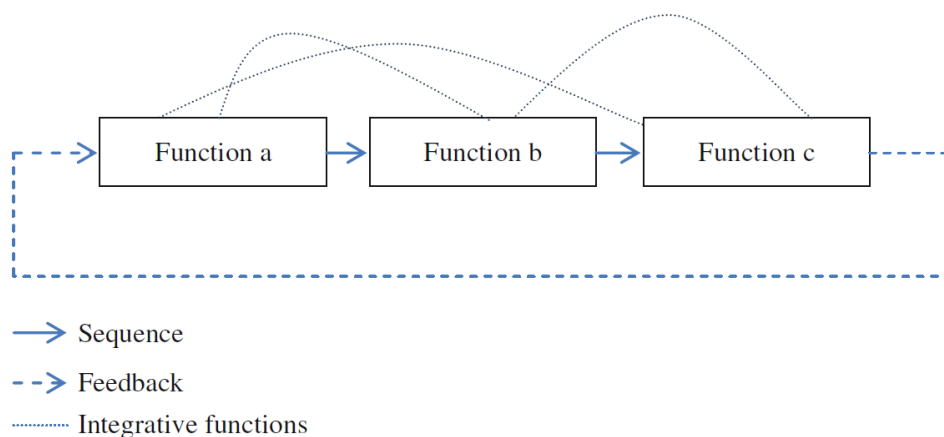 Function a
Function b
Function c
Sequence
Feedback
Integrative functions